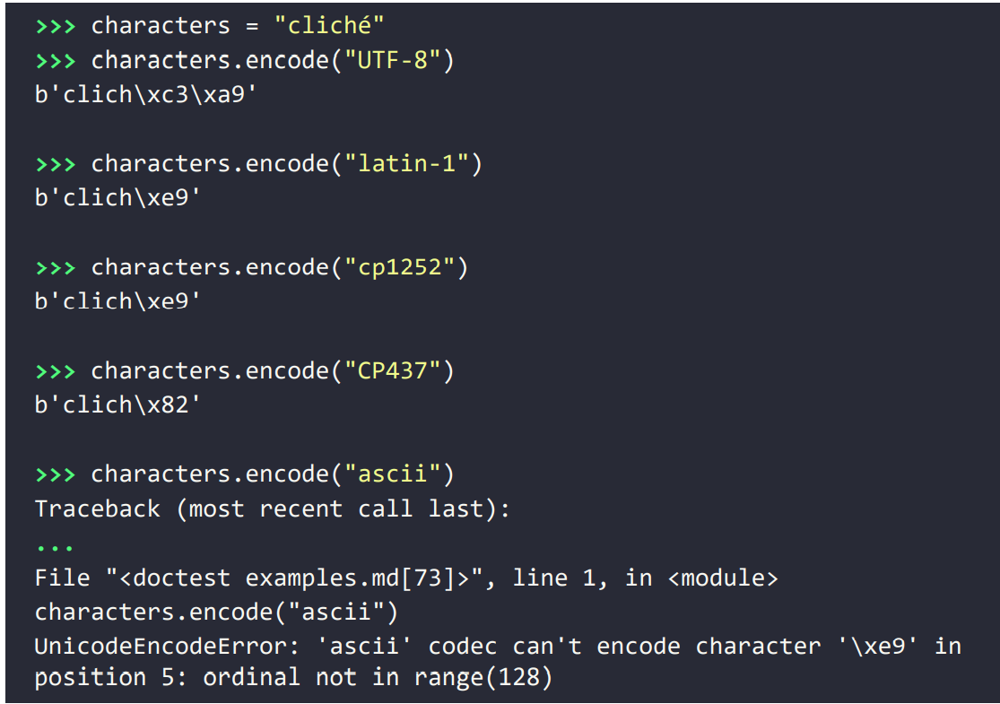 >>> characters = "cliché"
>>> characters.encode("UTF-8")
b'clich\xc3\xa9'
>>> characters.encode("latin-1")
b'clich\xe9'
>>> characters.encode("cp1252")
b'clich\xe9'
>>> characters.encode("CP437")
b'clich\x82'
>>> characters.encode("ascii")
Traceback (most recent call last):
...
File "<doctest examples.md[73]>", line 1, in <module>
characters.encode("ascii")
UnicodeEncodeError: 'ascii' codec can't encode character '\xe9' in
position 5: ordinal not in range(128)